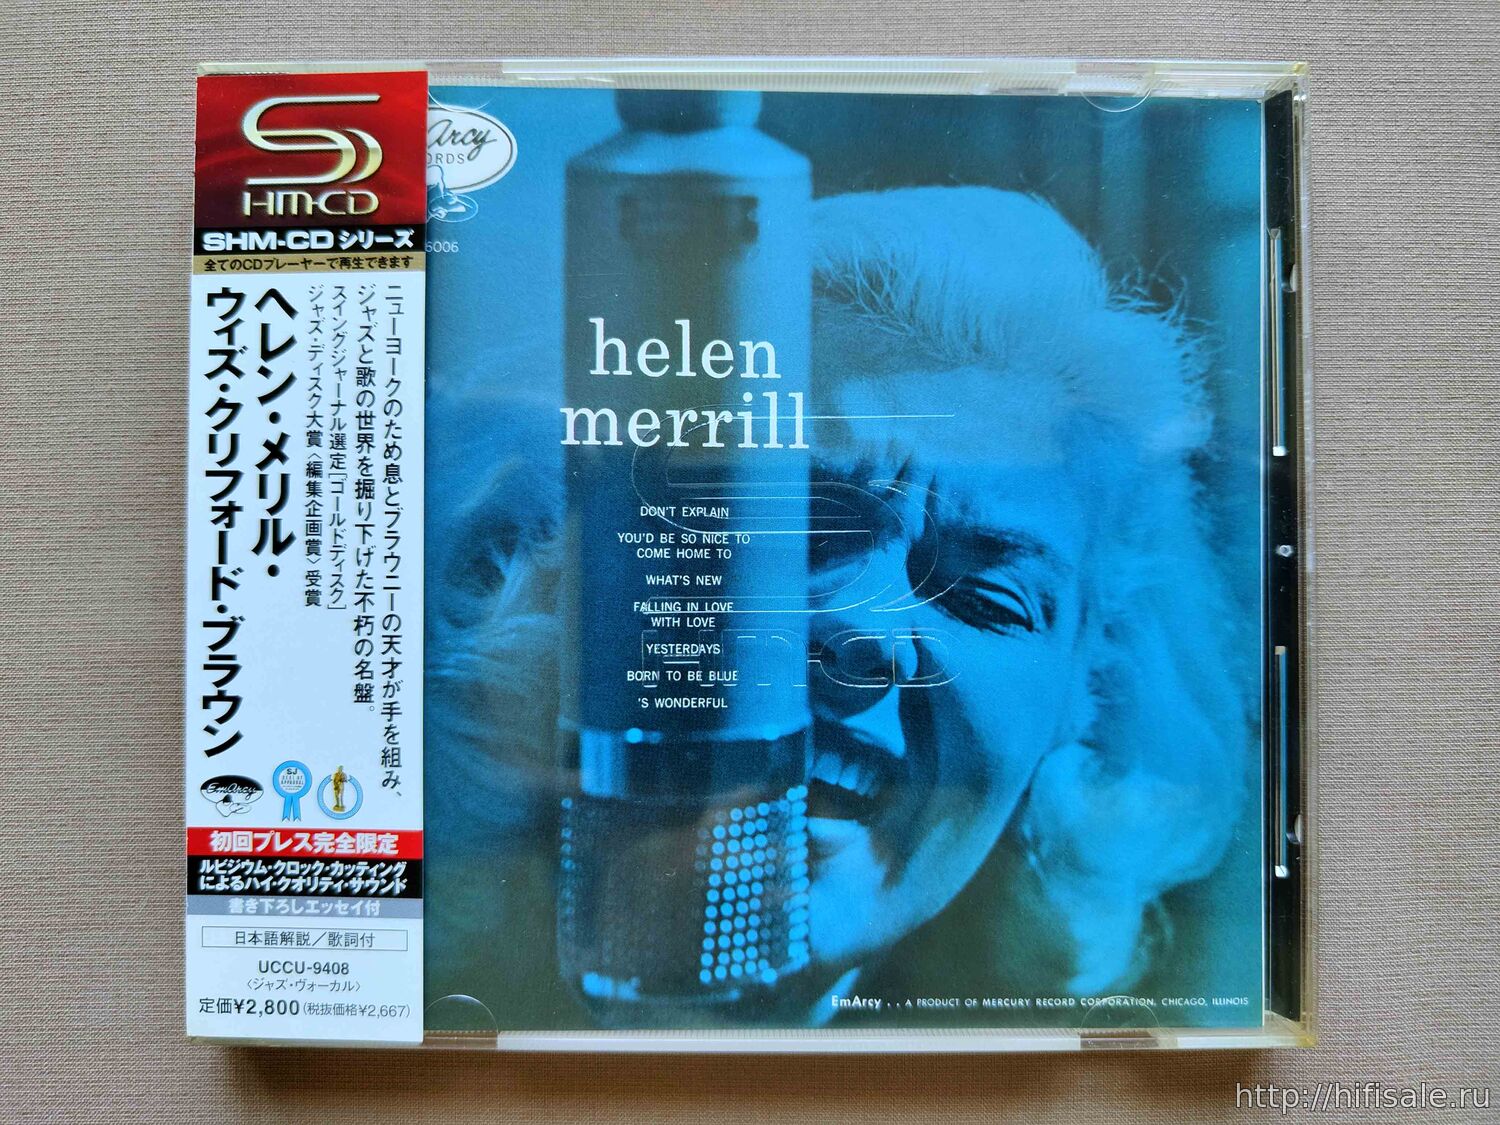 SHM-CD
SHM-CDシリーズ
全てのCDプレーヤーで再生できます
ニューヨークのため息とブラウニーの天才が手を組み、
ジャズと歌の世界を掘り下げた不朽の名盤。
スイングジャーナル選定[ゴールドディスク]
ジャズ・ディスク大賞〈編集企画賞〉受賞
ヘレン・メリル・
ウィズ・クリフォード・ブラウン
EmArcy
SJ
初回プレス完全限定
ルビジウム・クロック・カッティング
によるハイ・クオリティ・サウンド
書き下ろしエッセイ付
日本語解説/歌詞付
UCCU-9408
〈ジャズ・ヴォーカル〉
定価¥2,800(税抜価格¥2,667)
Arcy
ORDS
6006
helen
merrill
DON'T EXPLAIN
YOU'D BE SO NICE TO
COME HOME TO
WHAT'S NEW
FALLING IN LOVE
WITH LOVE
YESTERDAYS
BORN TO BE BLUE
'S WONDERFUL
HM-CD
EmArcy . . A PRODUCT OF MERCURY RECORD CORPORATION, CHICAGO, ILLINOIS
http://hifisale.ru